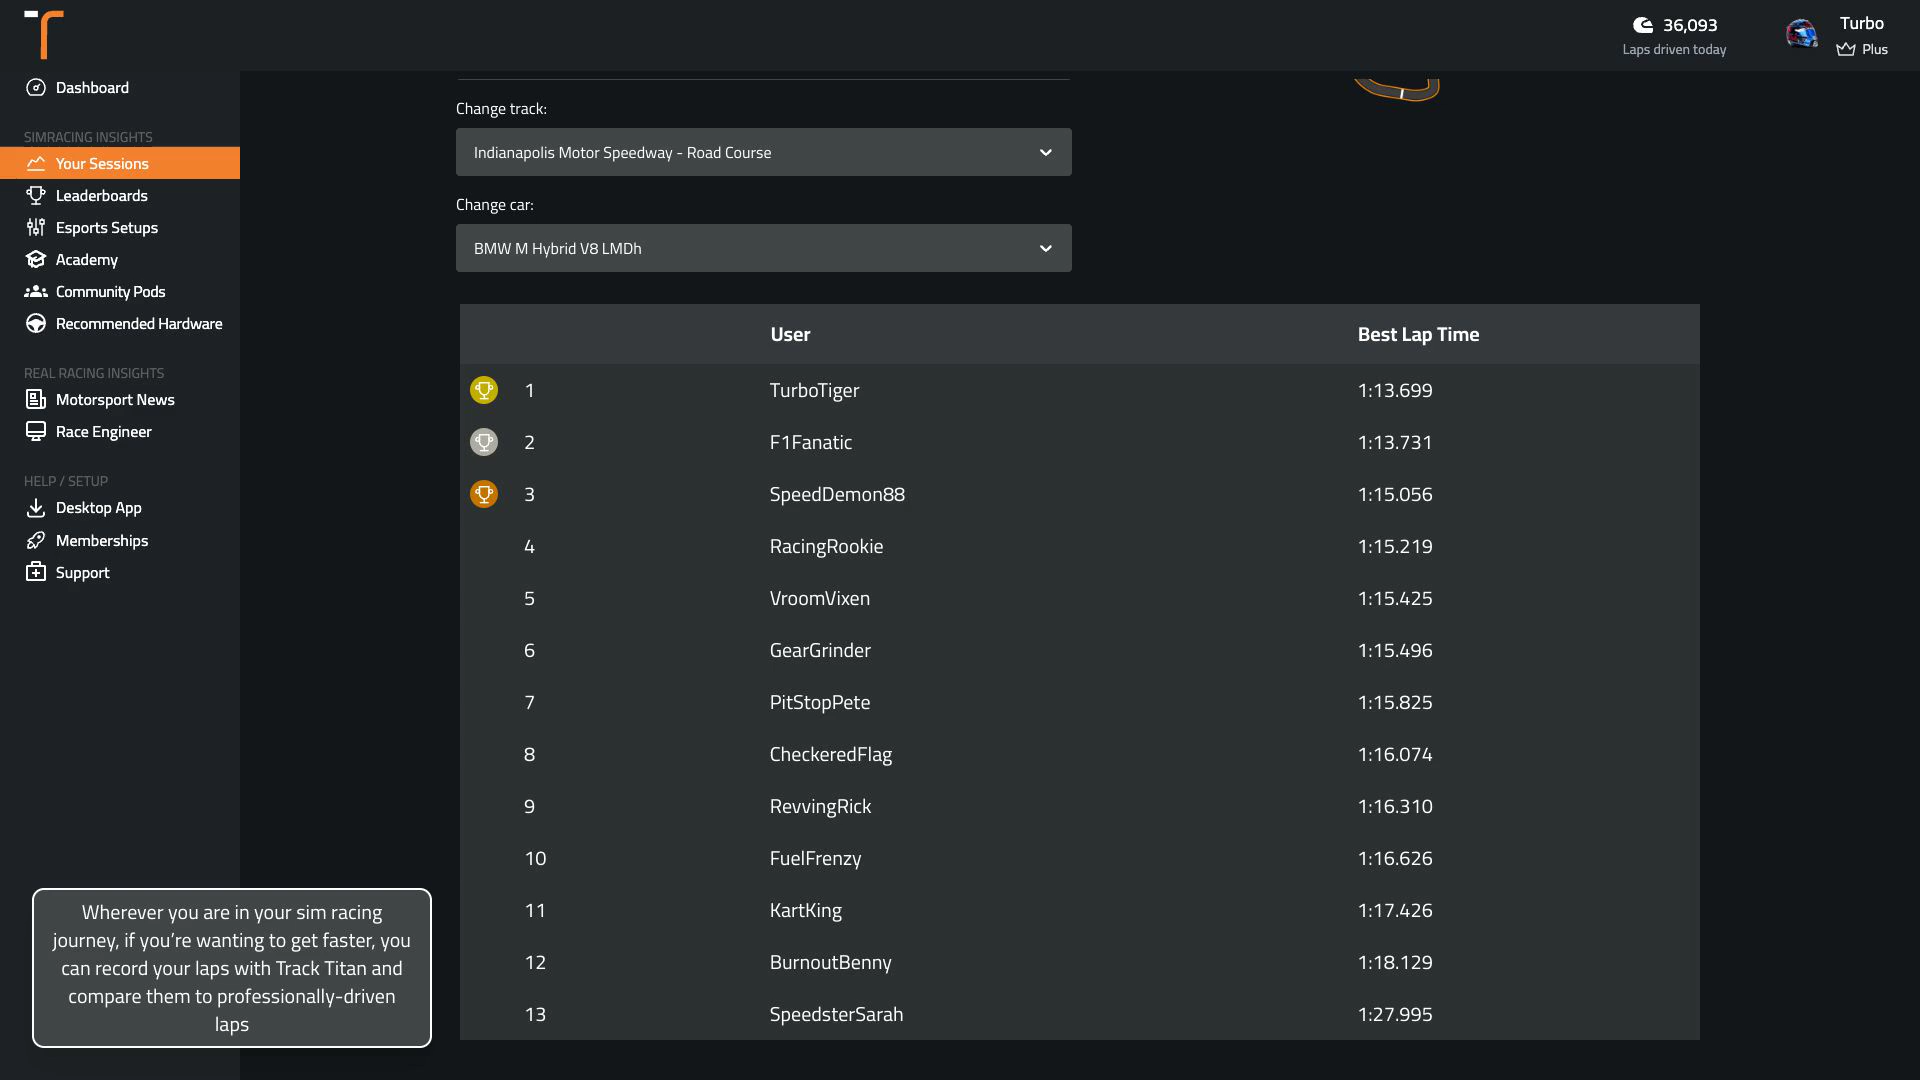 36,093
Laps driven today
Turbo
Plus
Dashboard
SIMRACING INSIGHTS
Your Sessions
Leaderboards
Esports Setups
Academy
Community Pods
Recommended Hardware
REAL RACING INSIGHTS
Motorsport News
Race Engineer
HELP / SETUP
Desktop App
Memberships
Support
Wherever you are in your sim racing
journey, if you’re wanting to get faster, you
can record your laps with Track Titan and
compare them to professionally-driven
laps
Change track:
Indianapolis Motor Speedway - Road Course
Change car:
BMW M Hybrid V8 LMDh
User Best Lap Time
1 TurboTiger 1:13.699
2 F1Fanatic 1:13.731
3 SpeedDemon88 1:15.056
4 RacingRookie 1:15.219
5 VroomVixen 1:15.425
6 GearGrinder 1:15.496
7 PitStopPete 1:15.825
8 CheckeredFlag 1:16.074
9 RevvingRick 1:16.310
10 FuelFrenzy 1:16.626
11 KartKing 1:17.426
12 BurnoutBenny 1:18.129
13 SpeedsterSarah 1:27.995